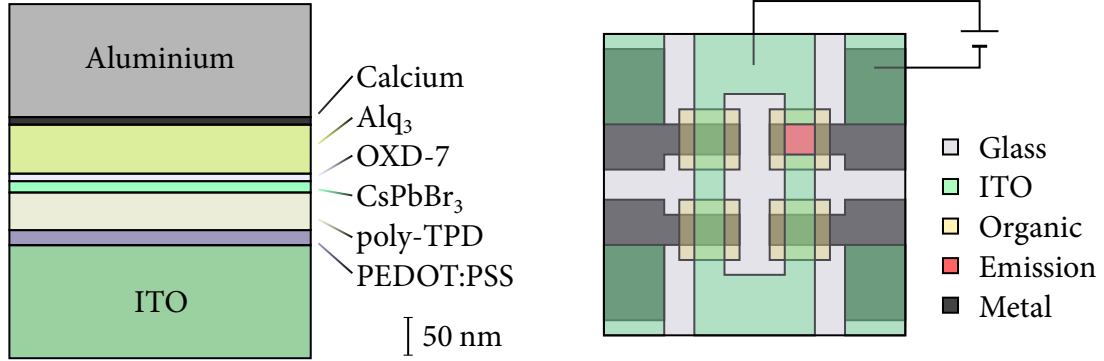 Aluminium
Calcium
Alq₃
OXD-7
CsPbBr₃
poly-TPD
PEDOT:PSS
ITO
50 nm
Glass
ITO
Organic
Emission
Metal